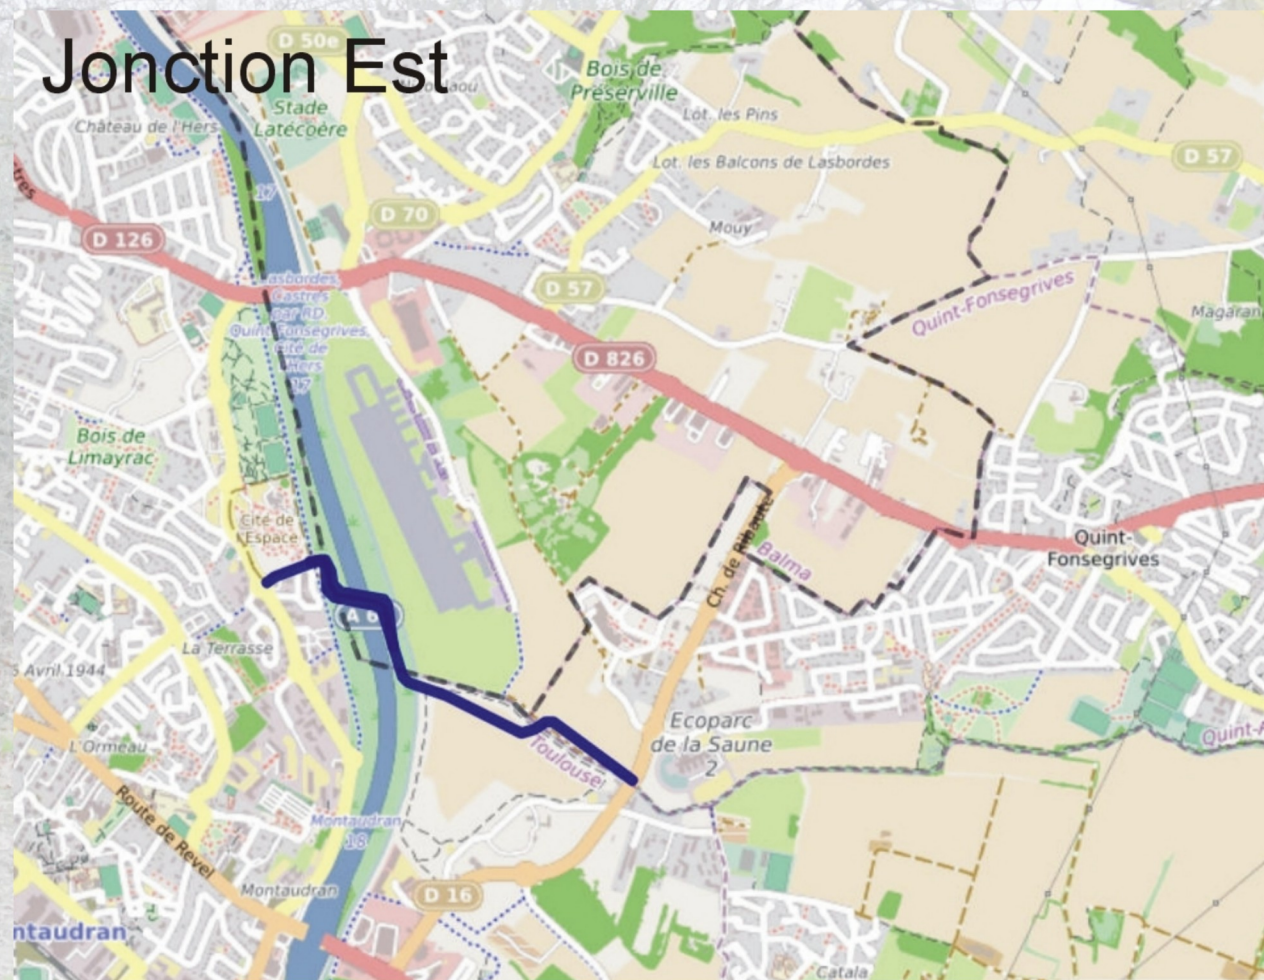 Jonction Est
D 50e
Stade
Latécoère
Bois de
Préserville
Lot. les Pins
Château de l'Hers
Lot. les Balcons de Lasbordes
D 57
17
D 70
Mouy
D 126
Lasbordes,
Castres
par RD,
Quint-Fonsegrives,
Cité de
l'Hers
17
D 57
Quint-Fonsegrives
D 826
Bois de
Limayrac
Cité de
l'Espace
Quint-
Fonsegrives
Balma
Ch. de Ribaute
La Terrasse
Avril 1944
Ecoparc
de la Saune
2
L'Ormeau
Toulouse
Route de Revel
Montaudran
18
Montaudran
D 16
ntaudran
Catala